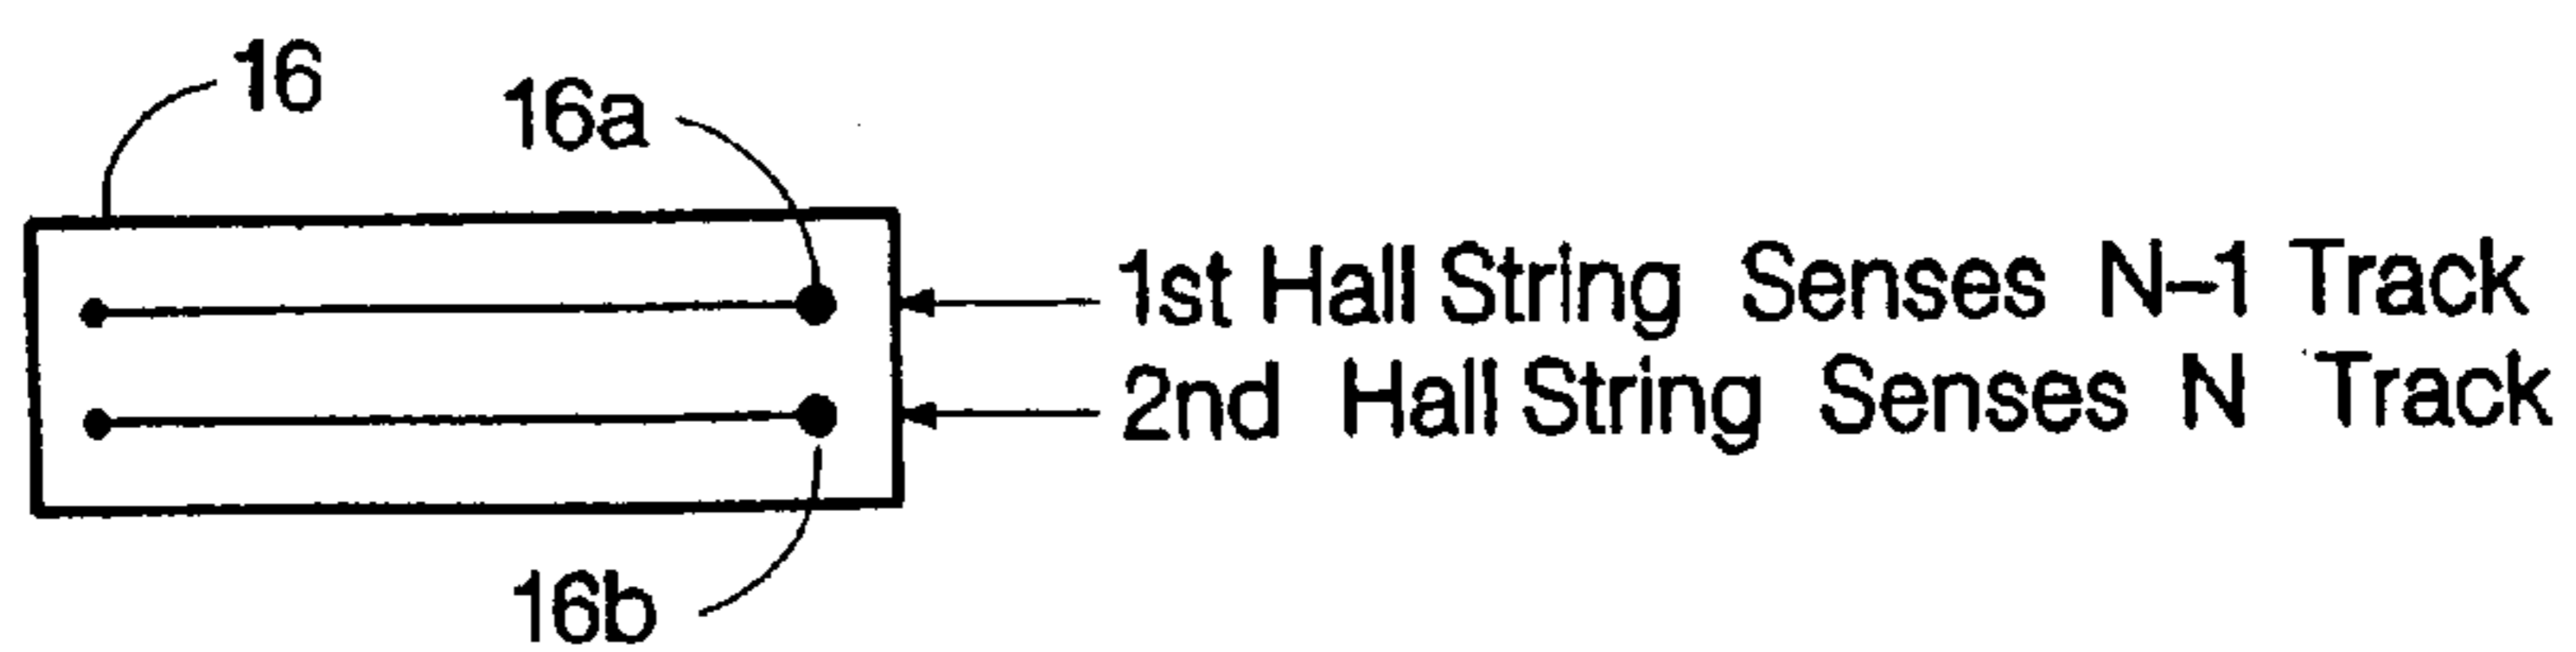 16
16a
1st Hall String Senses N–1 Track
2nd Hall String Senses N Track
16b